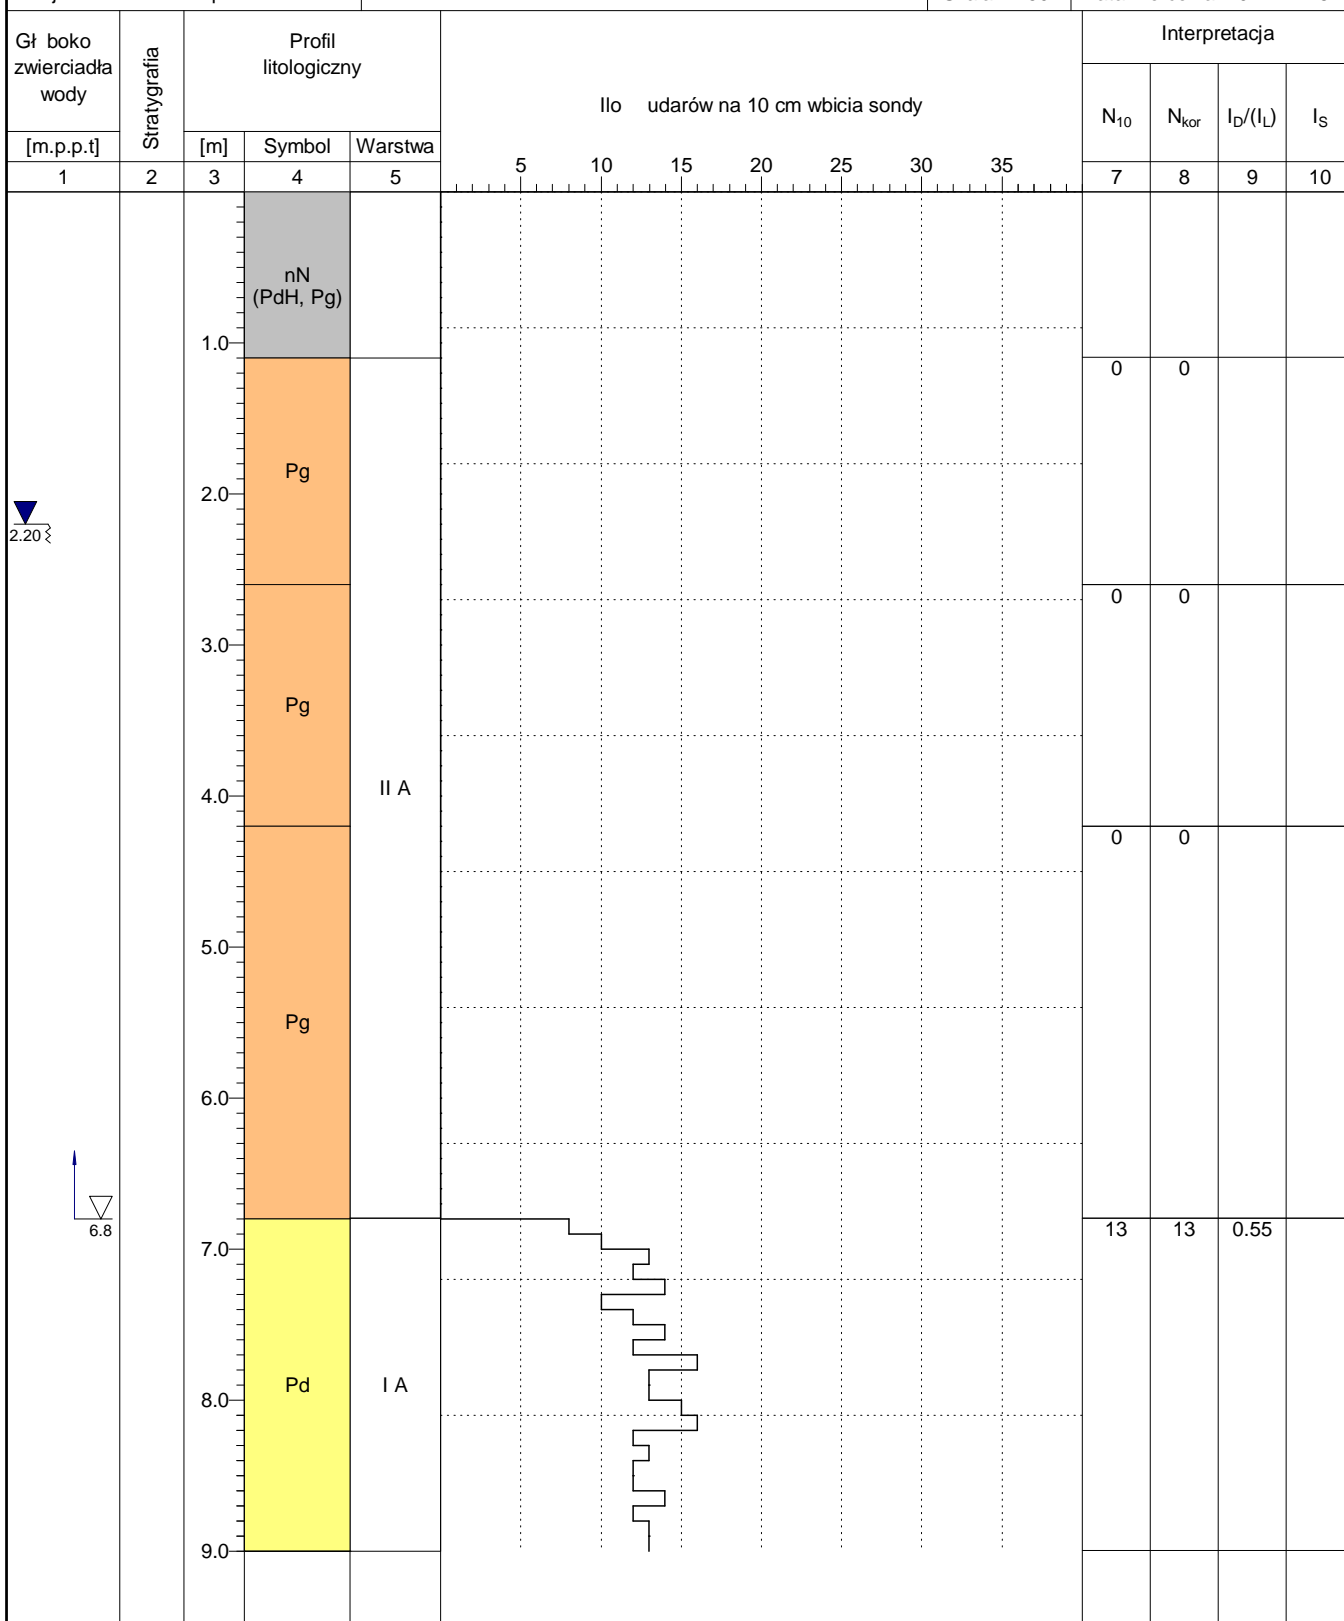 Gł boko
zwierciadła
wody
[m.p.p.t]
1
Stratygrafia
2
Profil
litologiczny
[m] Symbol Warstwa
3 4 5
Ilo udarów na 10 cm wbicia sondy
5 10 15 20 25 30 35
Interpretacja
N10 Nkor ID/(IL) IS
7 8 9 10
nN
(PdH, Pg)
1.0
0 0
Pg
2.0
2.20
0 0
3.0
Pg
II A
4.0
0 0
5.0
Pg
6.0
6.8
13 13 0.55
7.0
Pd I A
8.0
9.0